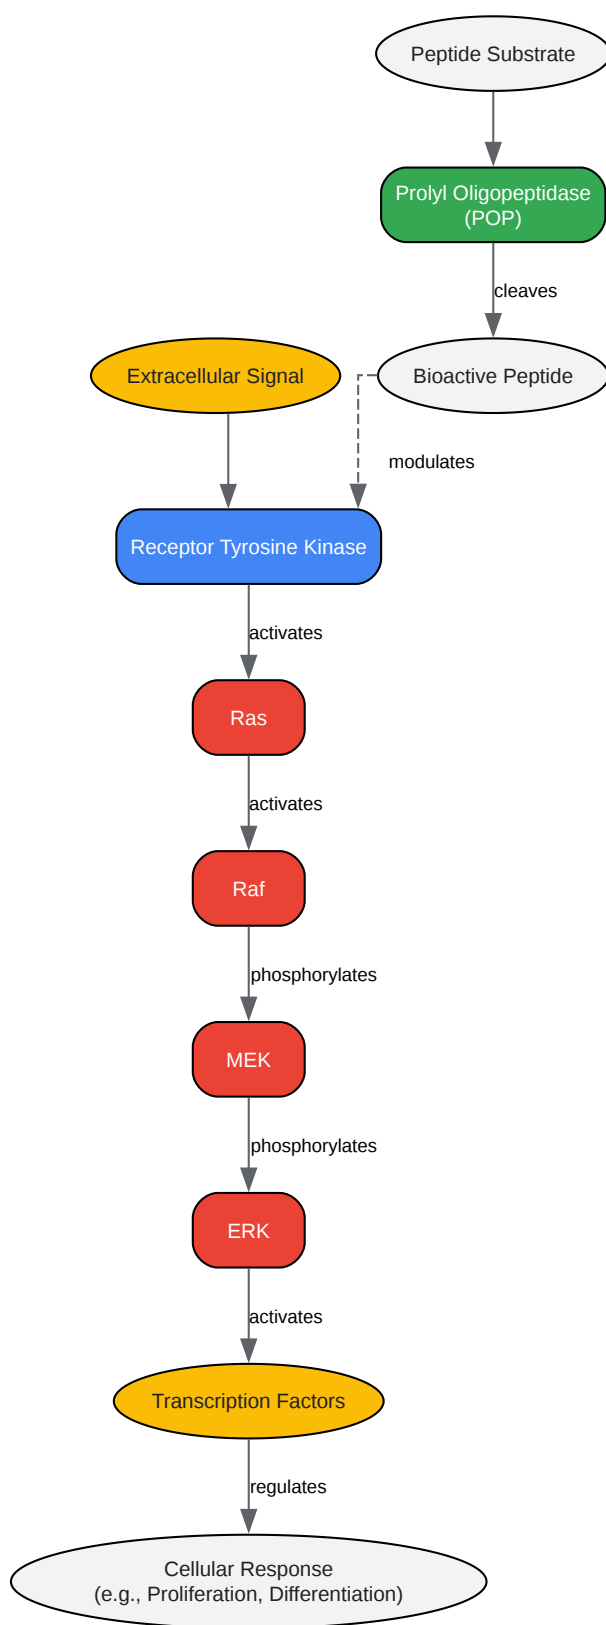 Peptide Substrate
Prolyl Oligopeptidase
(POP)
cleaves
Extracellular Signal
Bioactive Peptide
modulates
Receptor Tyrosine Kinase
activates
Ras
activates
Raf
phosphorylates
MEK
phosphorylates
ERK
activates
Transcription Factors
regulates
Cellular Response
(e.g., Proliferation, Differentiation)